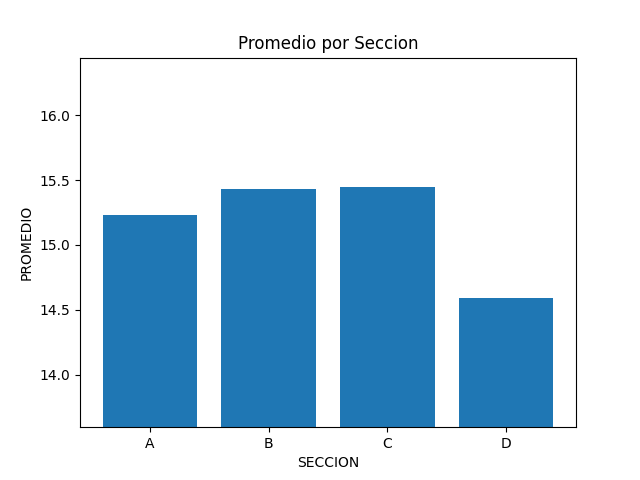 Promedio por Seccion
16.0
15.5
15.0
14.5
14.0
PROMEDIO
A B C D
SECCION